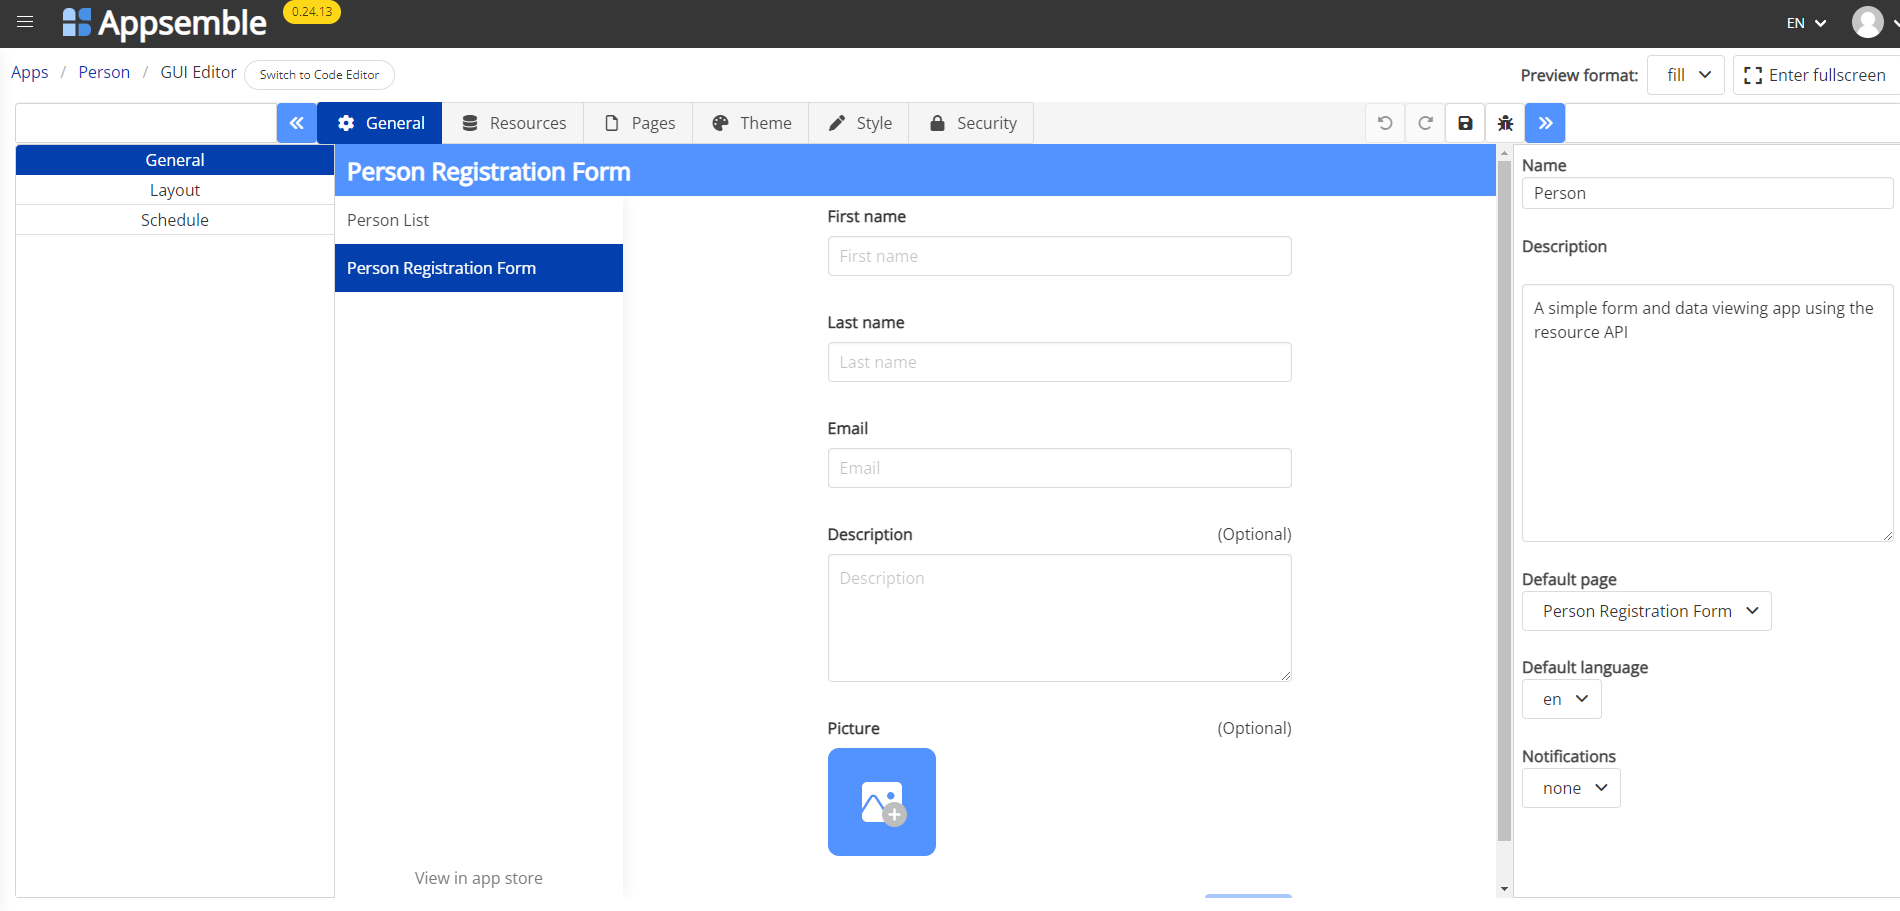 Appsemble
0.24.13
EN
Apps / Person / GUI Editor
Switch to Code Editor
Preview format:
fill
Enter fullscreen
General
Resources
Pages
Theme
Style
Security
General
Layout
Schedule
Person Registration Form
Person List
Person Registration Form
View in app store
First name
First name
Last name
Last name
Email
Email
Description
(Optional)
Description
Picture
(Optional)
Name
Person
Description
A simple form and data viewing app using the
resource API
Default page
Person Registration Form
Default language
en
Notifications
none